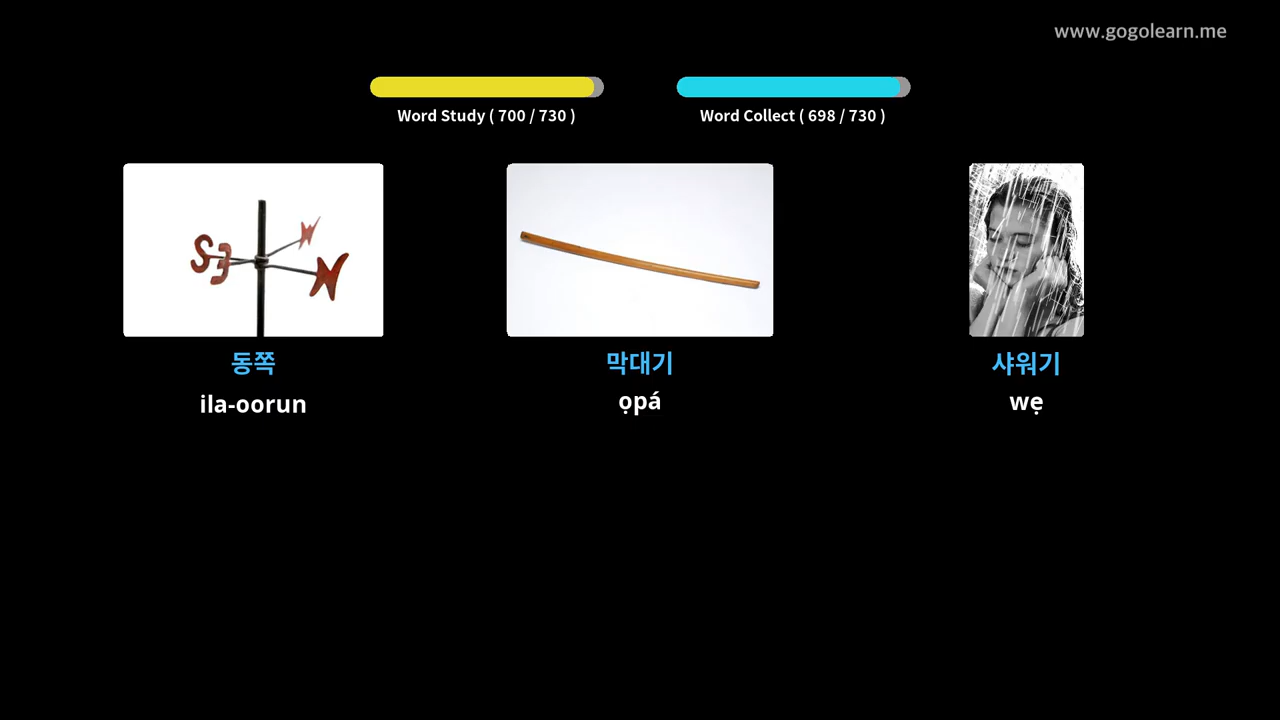 www.gogolearn.me
Word Study ( 700 / 730 )
Word Collect ( 698 / 730 )
S E W N
동쪽
막대기
샤워기
ila-oorun
ọpá
wẹ